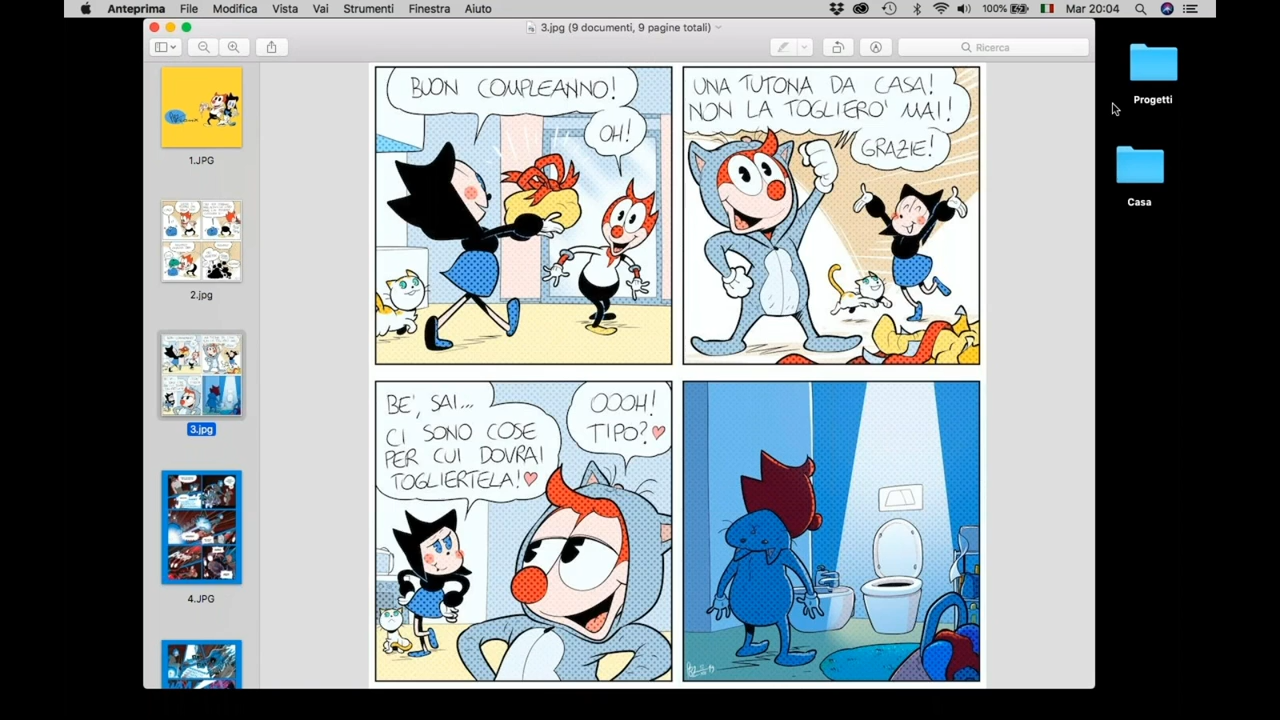 Anteprima File Modifica Vista Vai Strumenti Finestra Aiuto 100% Mar 20:04
3.jpg (9 documenti, 9 pagine totali)
Ricerca
1.JPG
2.jpg
3.jpg
4.JPG
BUON COMPLEANNO!
OH!
UNA TUTONA DA CASA!
NON LA TOGLIERO' MAI!
GRAZIE!
BE', SAI...
CI SONO COSE
PER CUI DOVRAI
TOGLIERTELA!
OOOH!
TIPO?
Progetti
Casa